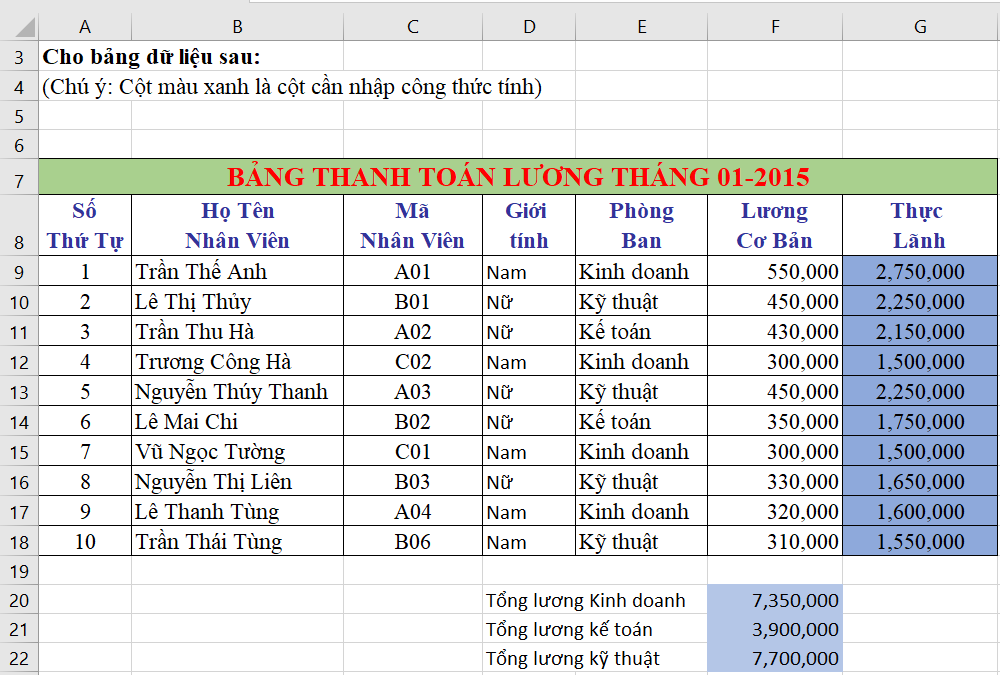 A B C D E F G
3 Cho bảng dữ liệu sau:
4 (Chú ý: Cột màu xanh là cột cần nhập công thức tính)
5
6
7 BẢNG THANH TOÁN LƯƠNG THÁNG 01-2015
Số Họ Tên Mã Giới Phòng Lương Thực
8 Thứ Tự Nhân Viên Nhân Viên tính Ban Cơ Bản Lãnh
9 1 Trần Thế Anh A01 Nam Kinh doanh 550,000 2,750,000
10 2 Lê Thị Thủy B01 Nữ Kỹ thuật 450,000 2,250,000
11 3 Trần Thu Hà A02 Nữ Kế toán 430,000 2,150,000
12 4 Trương Công Hà C02 Nam Kinh doanh 300,000 1,500,000
13 5 Nguyễn Thúy Thanh A03 Nữ Kỹ thuật 450,000 2,250,000
14 6 Lê Mai Chi B02 Nữ Kế toán 350,000 1,750,000
15 7 Vũ Ngọc Tường C01 Nam Kinh doanh 300,000 1,500,000
16 8 Nguyễn Thị Liên B03 Nữ Kỹ thuật 330,000 1,650,000
17 9 Lê Thanh Tùng A04 Nam Kinh doanh 320,000 1,600,000
18 10 Trần Thái Tùng B06 Nam Kỹ thuật 310,000 1,550,000
19
20 Tổng lương Kinh doanh 7,350,000
21 Tổng lương kế toán 3,900,000
22 Tổng lương kỹ thuật 7,700,000